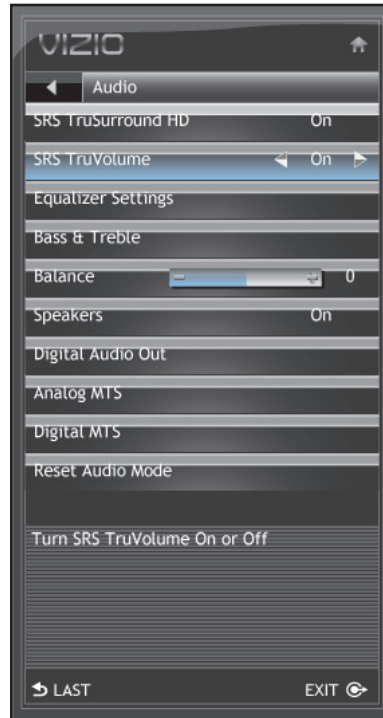 VIZIO
Audio
SRS TruSurround HD On
SRS TruVolume On
Equalizer Settings
Bass & Treble
Balance 0
Speakers On
Digital Audio Out
Analog MTS
Digital MTS
Reset Audio Mode
Turn SRS TruVolume On or Off
LAST EXIT